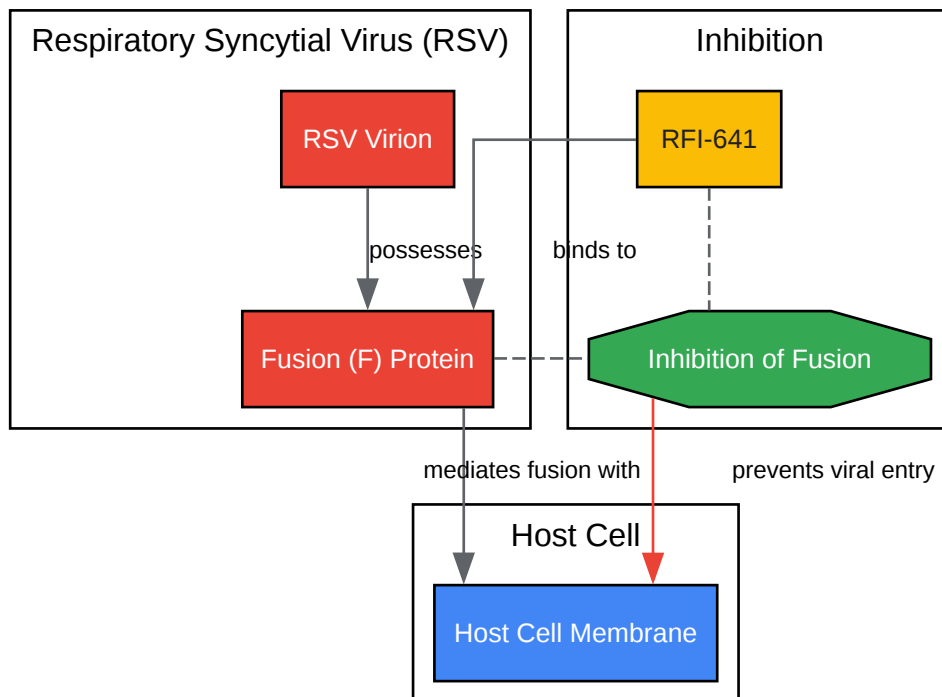 Respiratory Syncytial Virus (RSV)
Inhibition
RSV Virion
RFI-641
possesses
binds to
Fusion (F) Protein
Inhibition of Fusion
mediates fusion with
prevents viral entry
Host Cell
Host Cell Membrane